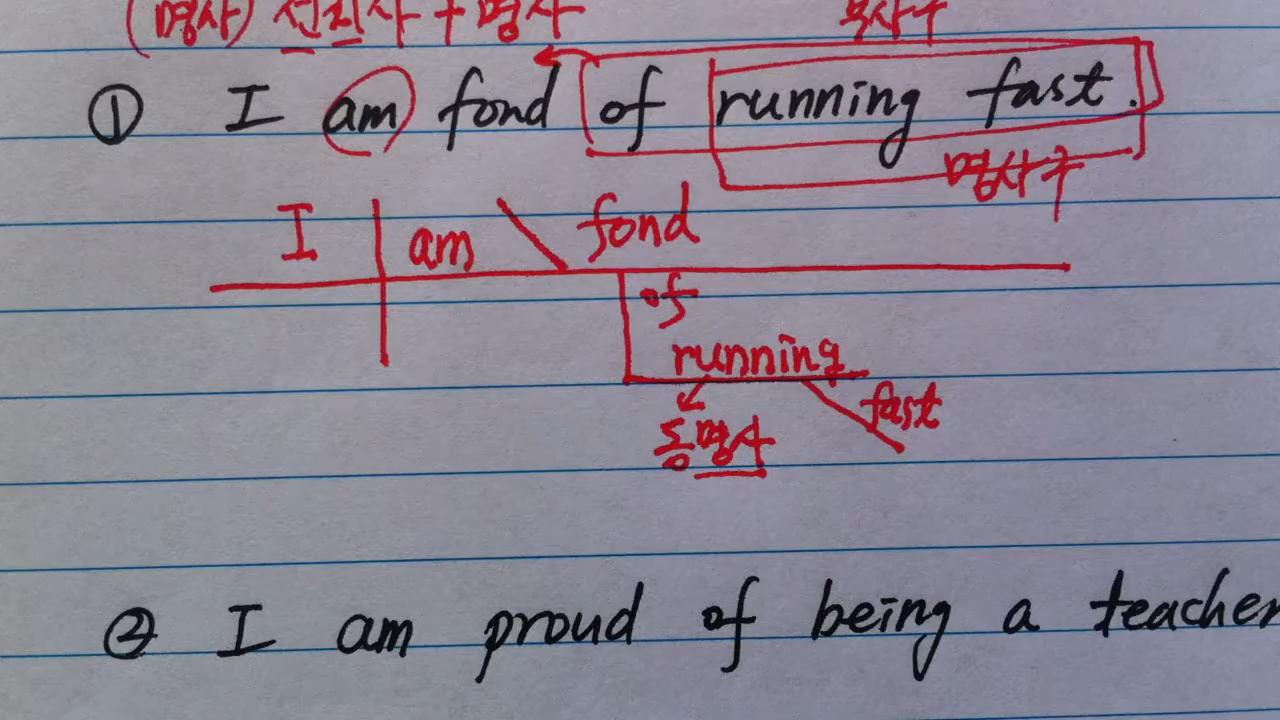 (명사) 전치사 + 명사 부사구
① I am fond of running fast.
명사구
I am fond
of
running
fast
동명사
② I am proud of being a teacher